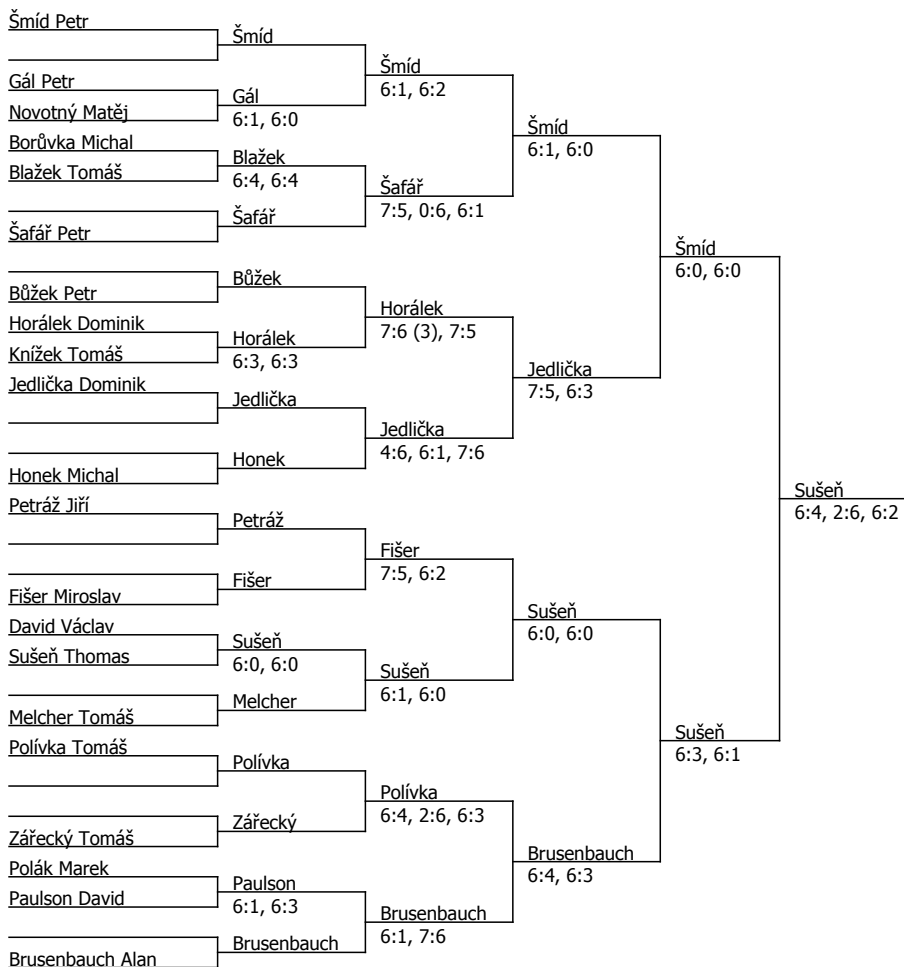 Šmíd Petr
Gál Petr
Novotný Matěj
Borůvka Michal
Blažek Tomáš
Šafář Petr
Bůžek Petr
Horálek Dominik
Knížek Tomáš
Jedlička Dominik
Honek Michal
Petráž Jiří
Fišer Miroslav
David Václav
Sušeň Thomas
Melcher Tomáš
Polívka Tomáš
Zářecký Tomáš
Polák Marek
Paulson David
Brusenbauch Alan
Šmíd
Gál
6:1, 6:0
Blažek
6:4, 6:4
Šafář
Bůžek
Horálek
6:3, 6:3
Jedlička
Honek
Petráž
Fišer
Sušeň
6:0, 6:0
Melcher
Polívka
Zářecký
Paulson
6:1, 6:3
Brusenbauch
Šmíd
6:1, 6:2
Šafář
7:5, 0:6, 6:1
Horálek
7:6 (3), 7:5
Jedlička
4:6, 6:1, 7:6
Fišer
7:5, 6:2
Sušeň
6:1, 6:0
Polívka
6:4, 2:6, 6:3
Brusenbauch
6:1, 7:6
Šmíd
6:1, 6:0
Jedlička
7:5, 6:3
Sušeň
6:0, 6:0
Brusenbauch
6:4, 6:3
Šmíd
6:0, 6:0
Sušeň
6:3, 6:1
Sušeň
6:4, 2:6, 6:2